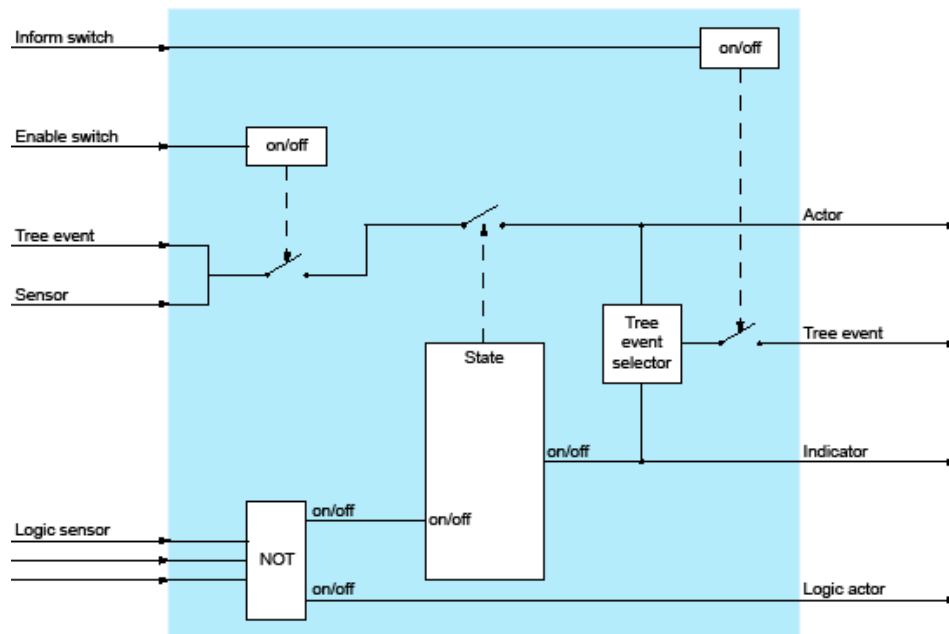 Inform switch
on/off
Enable switch
on/off
Actor
Tree event
Sensor
Tree
event
selector
Tree event
State
on/off
Indicator
on/off
on/off
Logic sensor
NOT
on/off
Logic actor